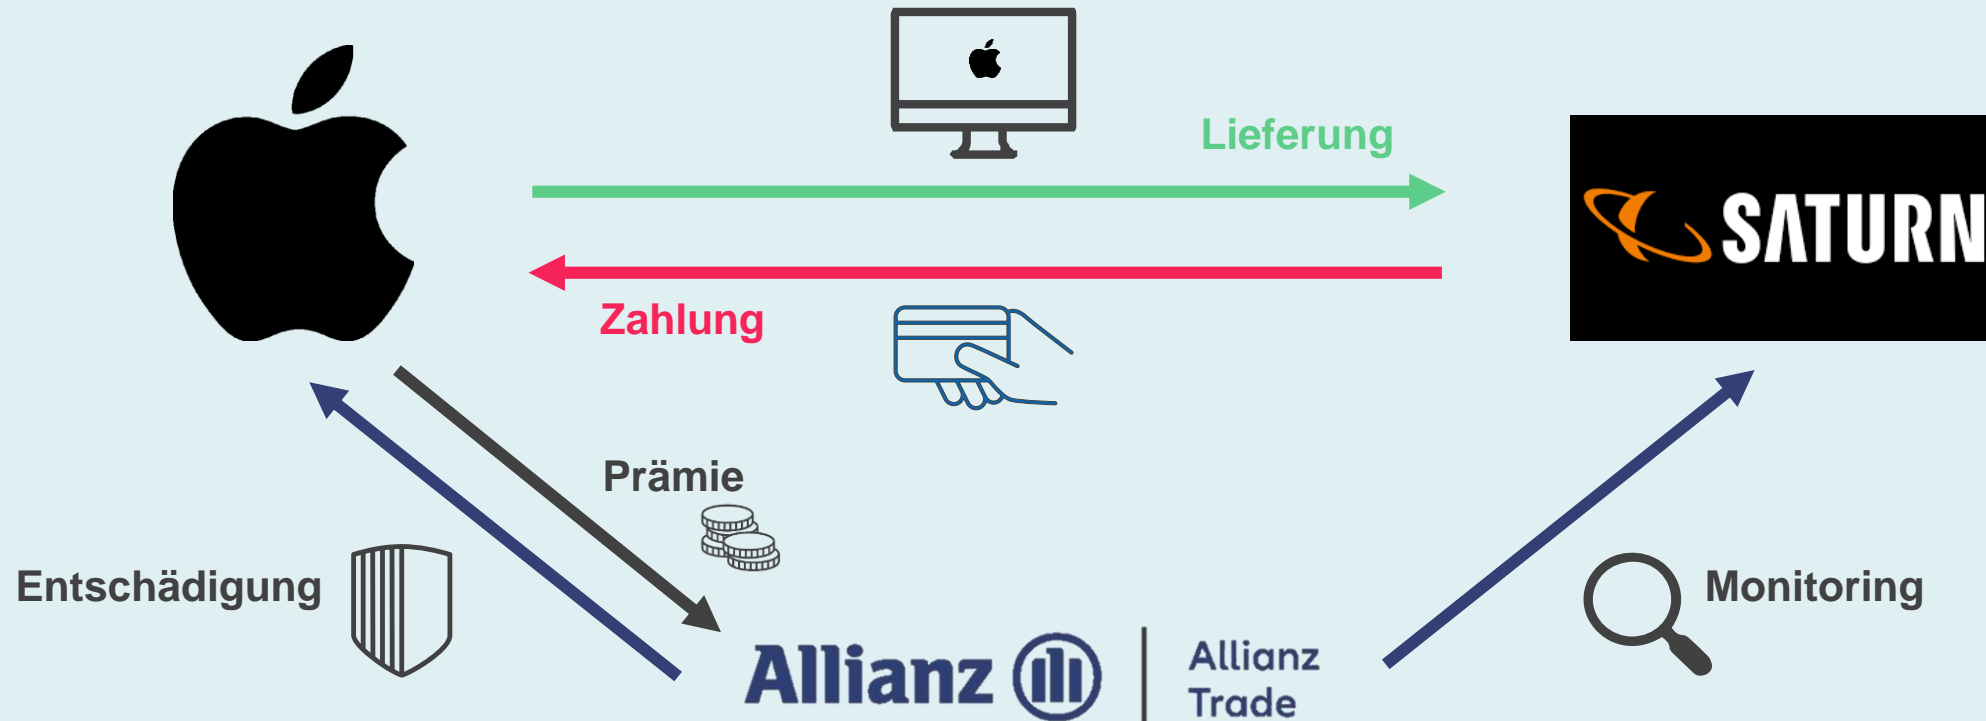 Lieferung
SATURN
Zahlung
Prämie
Entschädigung
Monitoring
Allianz
Allianz
Trade